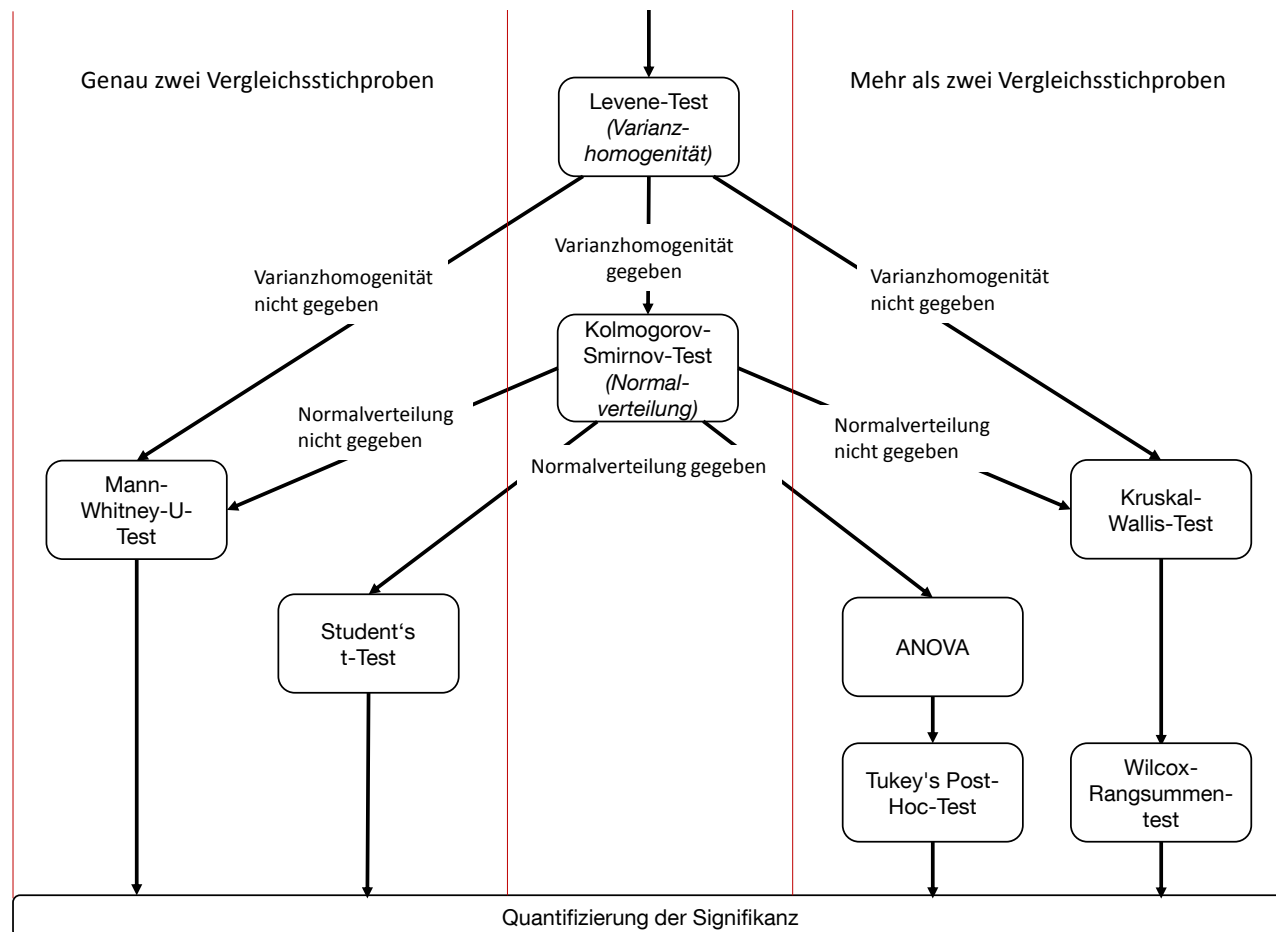 Genau zwei Vergleichsstichproben
Mehr als zwei Vergleichsstichproben
Levene-Test
(Varianz-
homogenität)
Varianzhomogenität
gegeben
Varianzhomogenität
nicht gegeben
Varianzhomogenität
nicht gegeben
Kolmogorov-
Smirnov-Test
(Normal-
verteilung)
Normalverteilung
nicht gegeben
Normalverteilung
nicht gegeben
Normalverteilung gegeben
Mann-
Whitney-U-
Test
Kruskal-
Wallis-Test
Student‘s
t-Test
ANOVA
Tukey's Post-
Hoc-Test
Wilcox-
Rangsummen-
test
Quantifizierung der Signifikanz